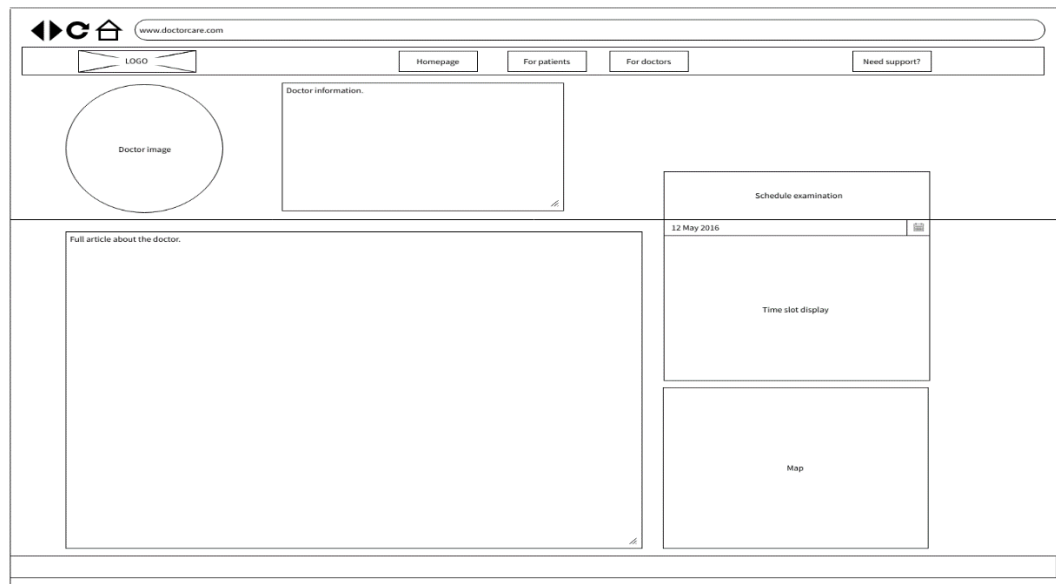 www.doctorcare.com
LOGO
Homepage
For patients
For doctors
Need support?
Doctor image
Doctor information.
Schedule examination
12 May 2016
Full article about the doctor.
Time slot display
Map